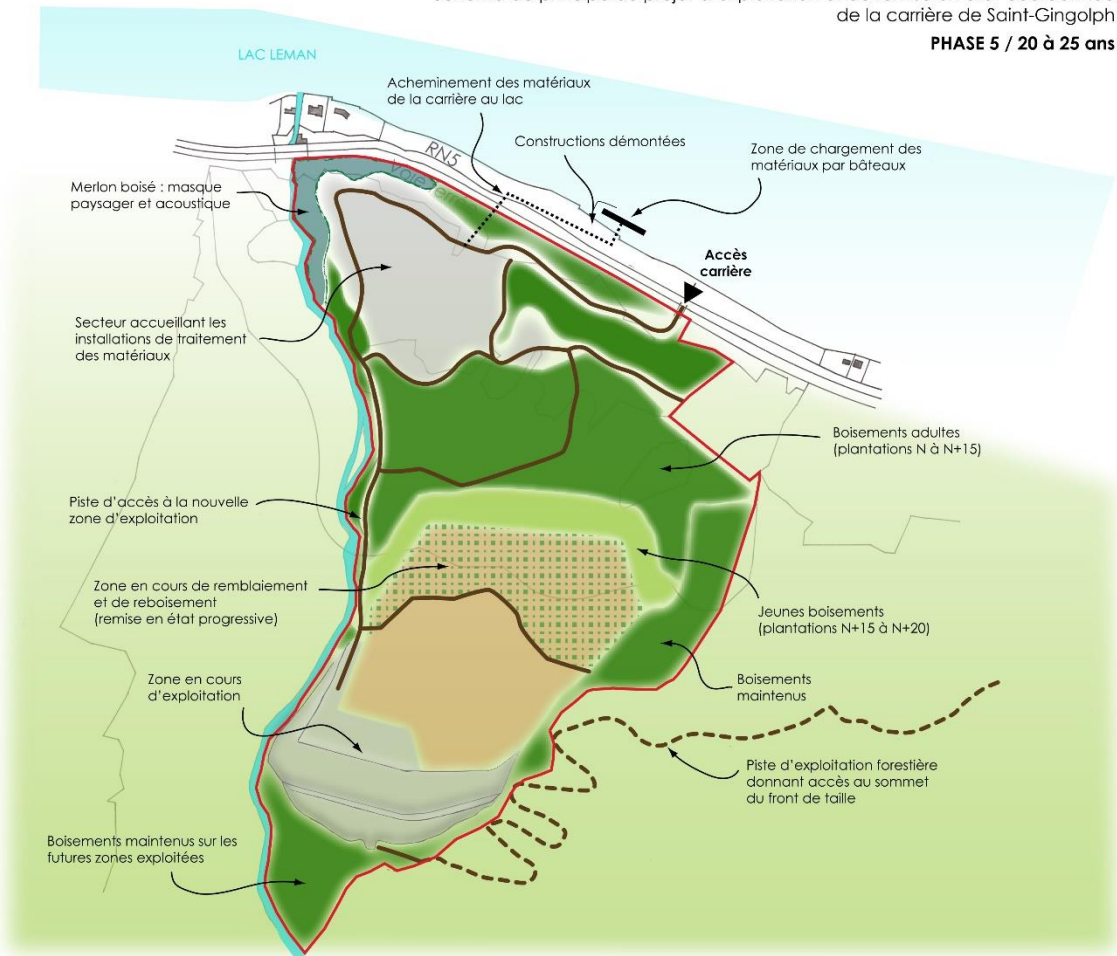 de la carrière de Saint-Gingolph
PHASE 5 / 20 à 25 ans
LAC LEMAN
Acheminement des matériaux
de la carrière au lac
Constructions démontées
Zone de chargement des
matériaux par bâteaux
RN5
Merlon boisé : masque
paysager et acoustique
Accès
carrière
Secteur accueillant les
installations de traitement
des matériaux
Boisements adultes
(plantations N à N+15)
Piste d'accès à la nouvelle
zone d'exploitation
Zone en cours de remblaiement
et de reboisement
(remise en état progressive)
Jeunes boisements
(plantations N+15 à N+20)
Zone en cours
d'exploitation
Boisements
maintenus
Piste d'exploitation forestière
donnant accès au sommet
du front de taille
Boisements maintenus sur les
futures zones exploitées